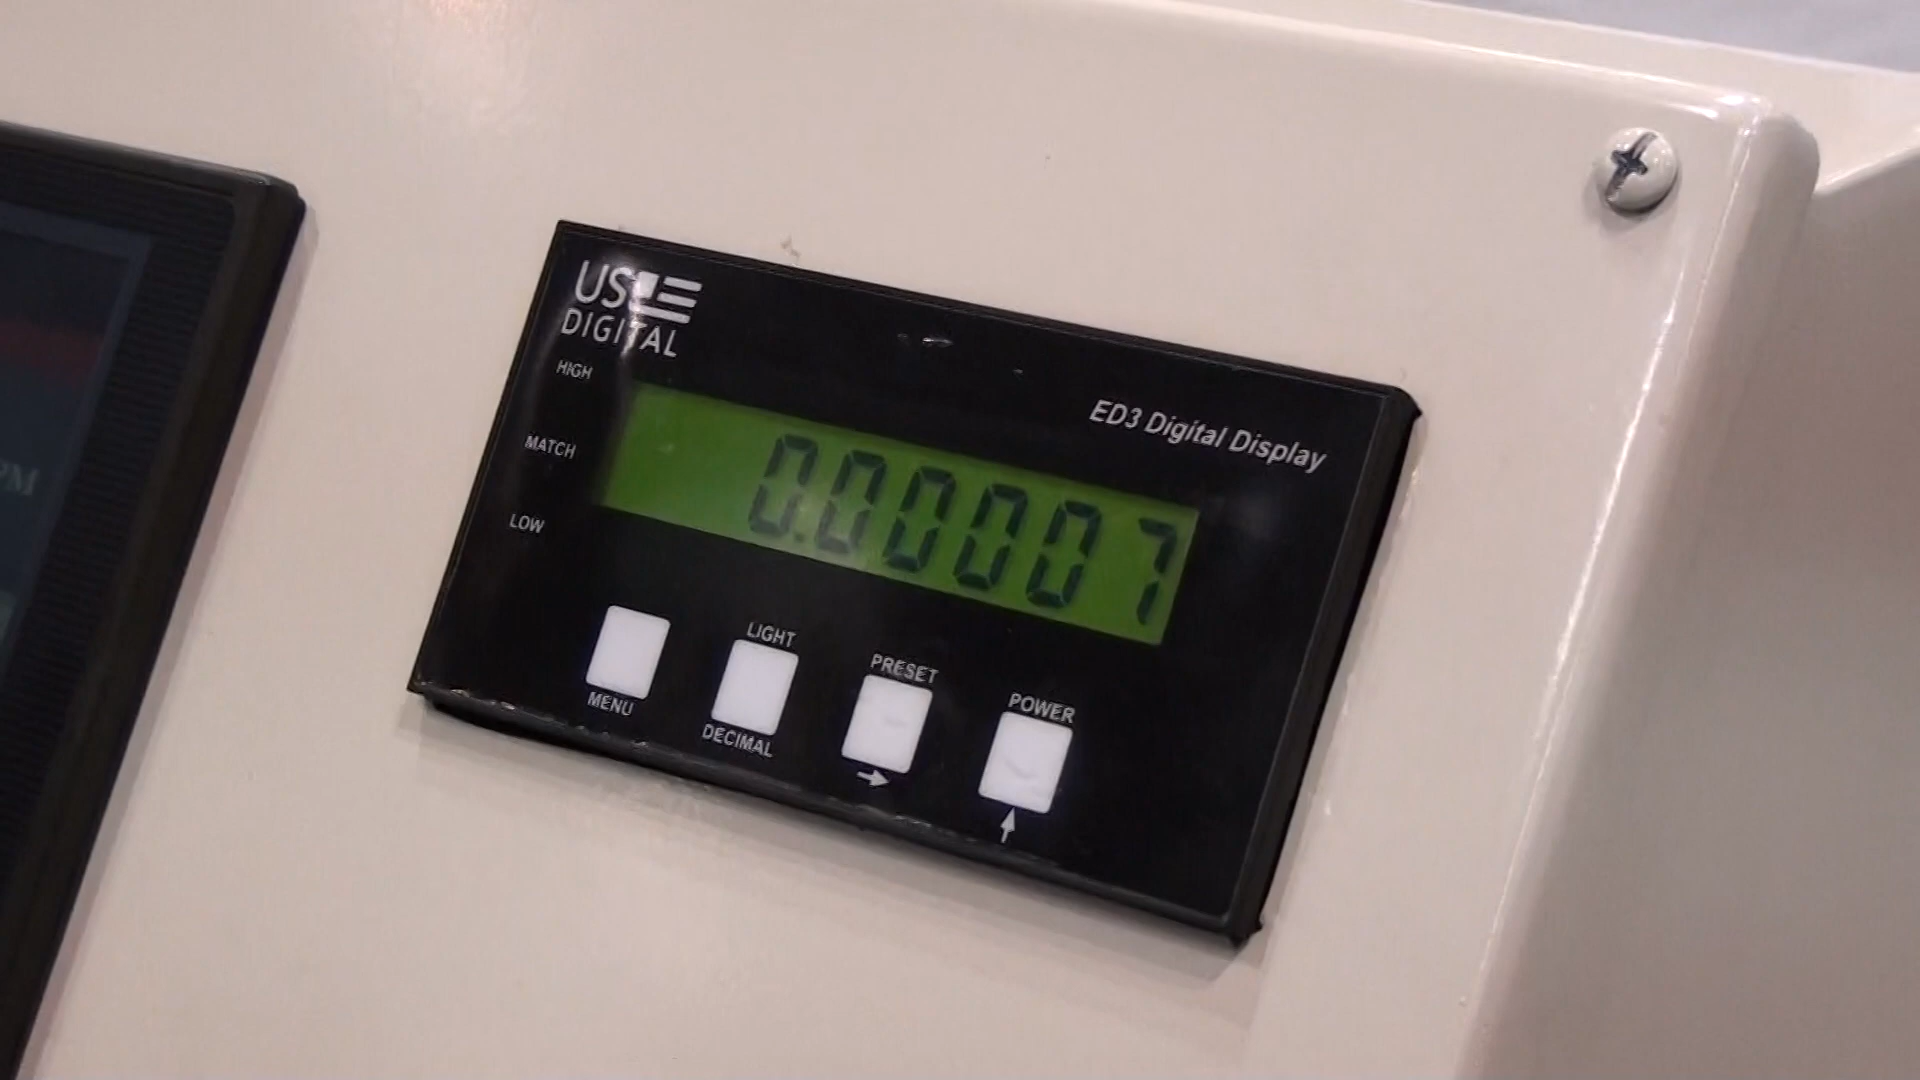 US
DIGITAL
HIGH
ED3 Digital Display
MATCH
0.00007
LOW
LIGHT
PRESET
POWER
MENU
DECIMAL